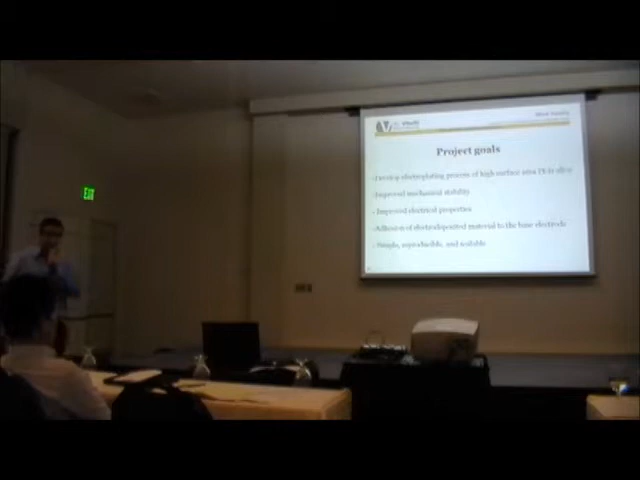 Project goals
- Develop electroplating process of high surface area Pt-Ir alloy
- Improved mechanical stability
- Improved electrical properties
- Adhesion of electrodeposited material to the base electrode
- Simple, reproducible, and scalable
EXIT